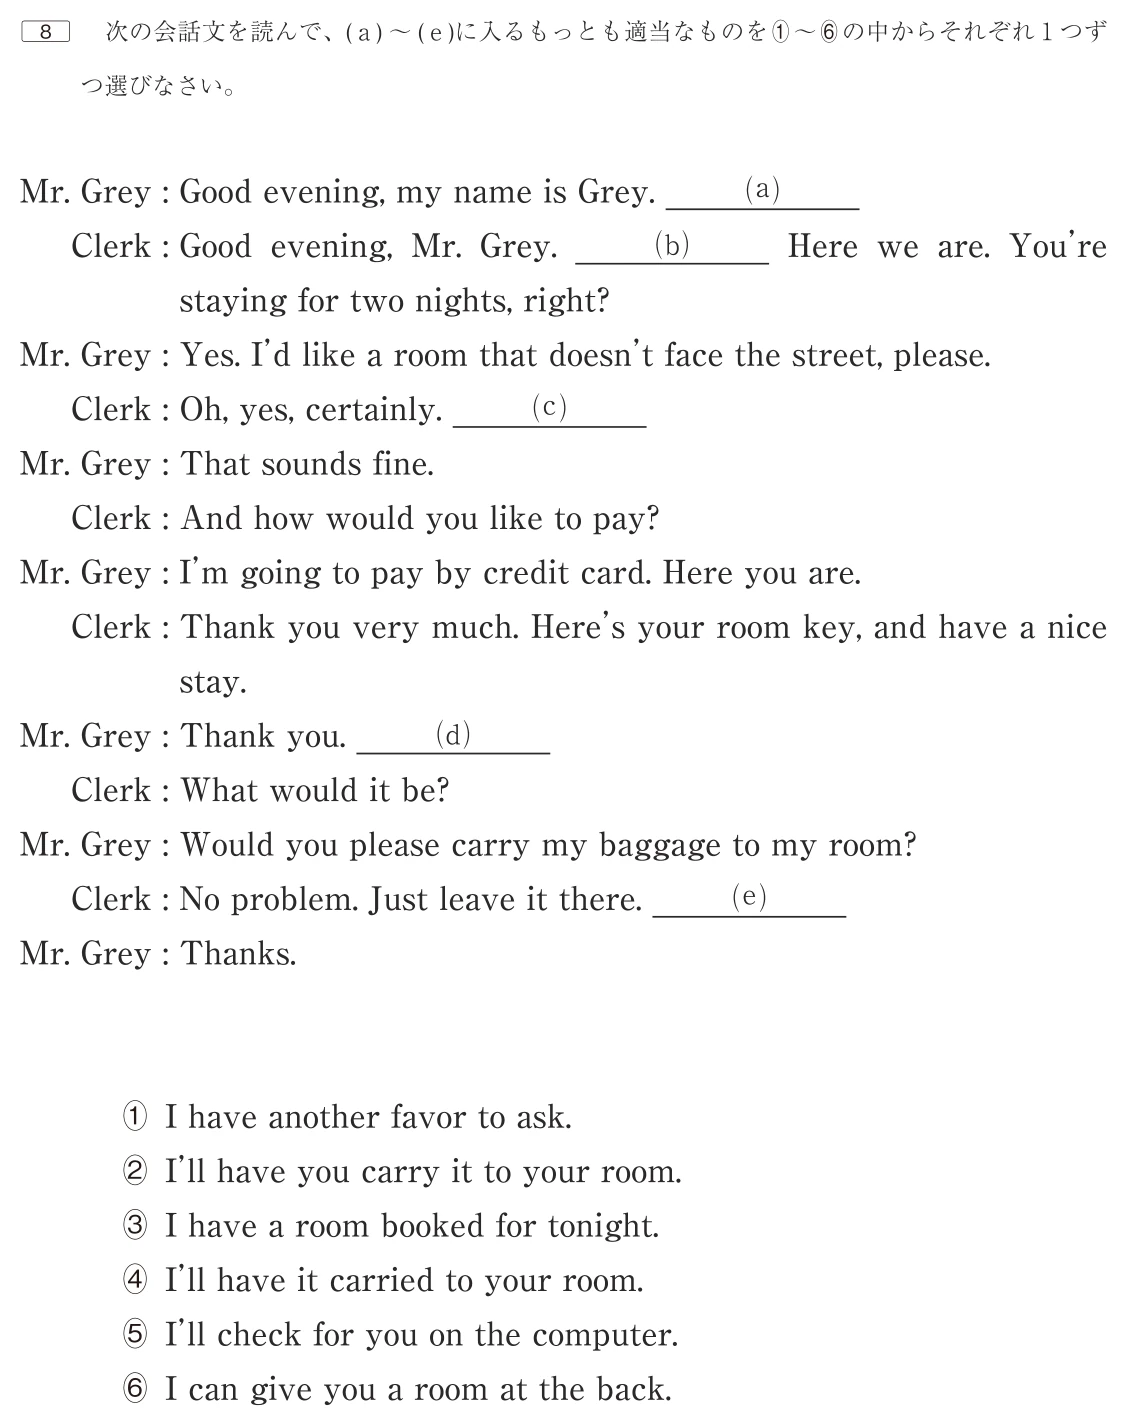 8 次の会話文を読んで、(a)～(e)に入るもっとも適当なものを①～⑥の中からそれぞれ1つず
つ選びなさい。
Mr. Grey : Good evening, my name is Grey. (a)
Clerk : Good evening, Mr. Grey. (b) Here we are. You're
staying for two nights, right?
Mr. Grey : Yes. I'd like a room that doesn't face the street, please.
Clerk : Oh, yes, certainly. (c)
Mr. Grey : That sounds fine.
Clerk : And how would you like to pay?
Mr. Grey : I'm going to pay by credit card. Here you are.
Clerk : Thank you very much. Here's your room key, and have a nice
stay.
Mr. Grey : Thank you. (d)
Clerk : What would it be?
Mr. Grey : Would you please carry my baggage to my room?
Clerk : No problem. Just leave it there. (e)
Mr. Grey : Thanks.
① I have another favor to ask.
② I'll have you carry it to your room.
③ I have a room booked for tonight.
④ I'll have it carried to your room.
⑤ I'll check for you on the computer.
⑥ I can give you a room at the back.